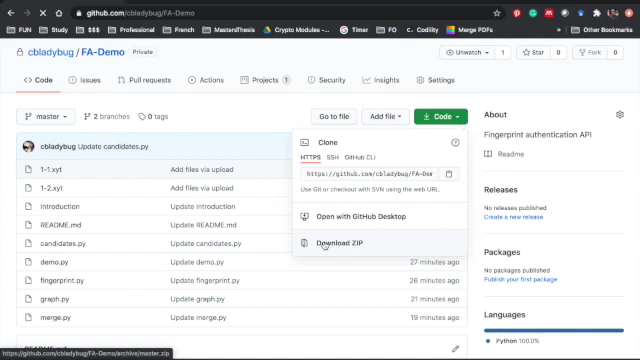 github.com/cbladybug/FA-Demo
FUN Study $$$ Professional French MastersThesis Crypto Modules -... Timer FO Codility Merge PDFs Other Bookmarks
cbladybug / FA-Demo Private Unwatch 1 Star 0 Fork 0
Code Issues Pull requests Actions Projects 1 Security Insights Settings
master 2 branches 0 tags Go to file Add file Code
cbladybug Update candidates.py
1-1.xyt Add files via upload
1-2.xyt Add files via upload
Introduction Update README.md
README.md Update README.md
candidates.py Update candidates.py
demo.py Update demo.py 27 minutes ago
fingerprint.py Update fingerprint.py 26 minutes ago
graph.py Update graph.py 21 minutes ago
merge.py Update merge.py 19 minutes ago
Clone
HTTPS SSH GitHub CLI
https://github.com/cbladybug/FA-Dem
Use Git or checkout with SVN using the web URL.
Open with GitHub Desktop
Download ZIP
About
Fingerprint authentication API
Readme
Releases
No releases published
Create a new release
Packages
No packages published
Publish your first package
Languages
Python 100.0%
https://github.com/cbladybug/FA-Demo/archive/master.zip